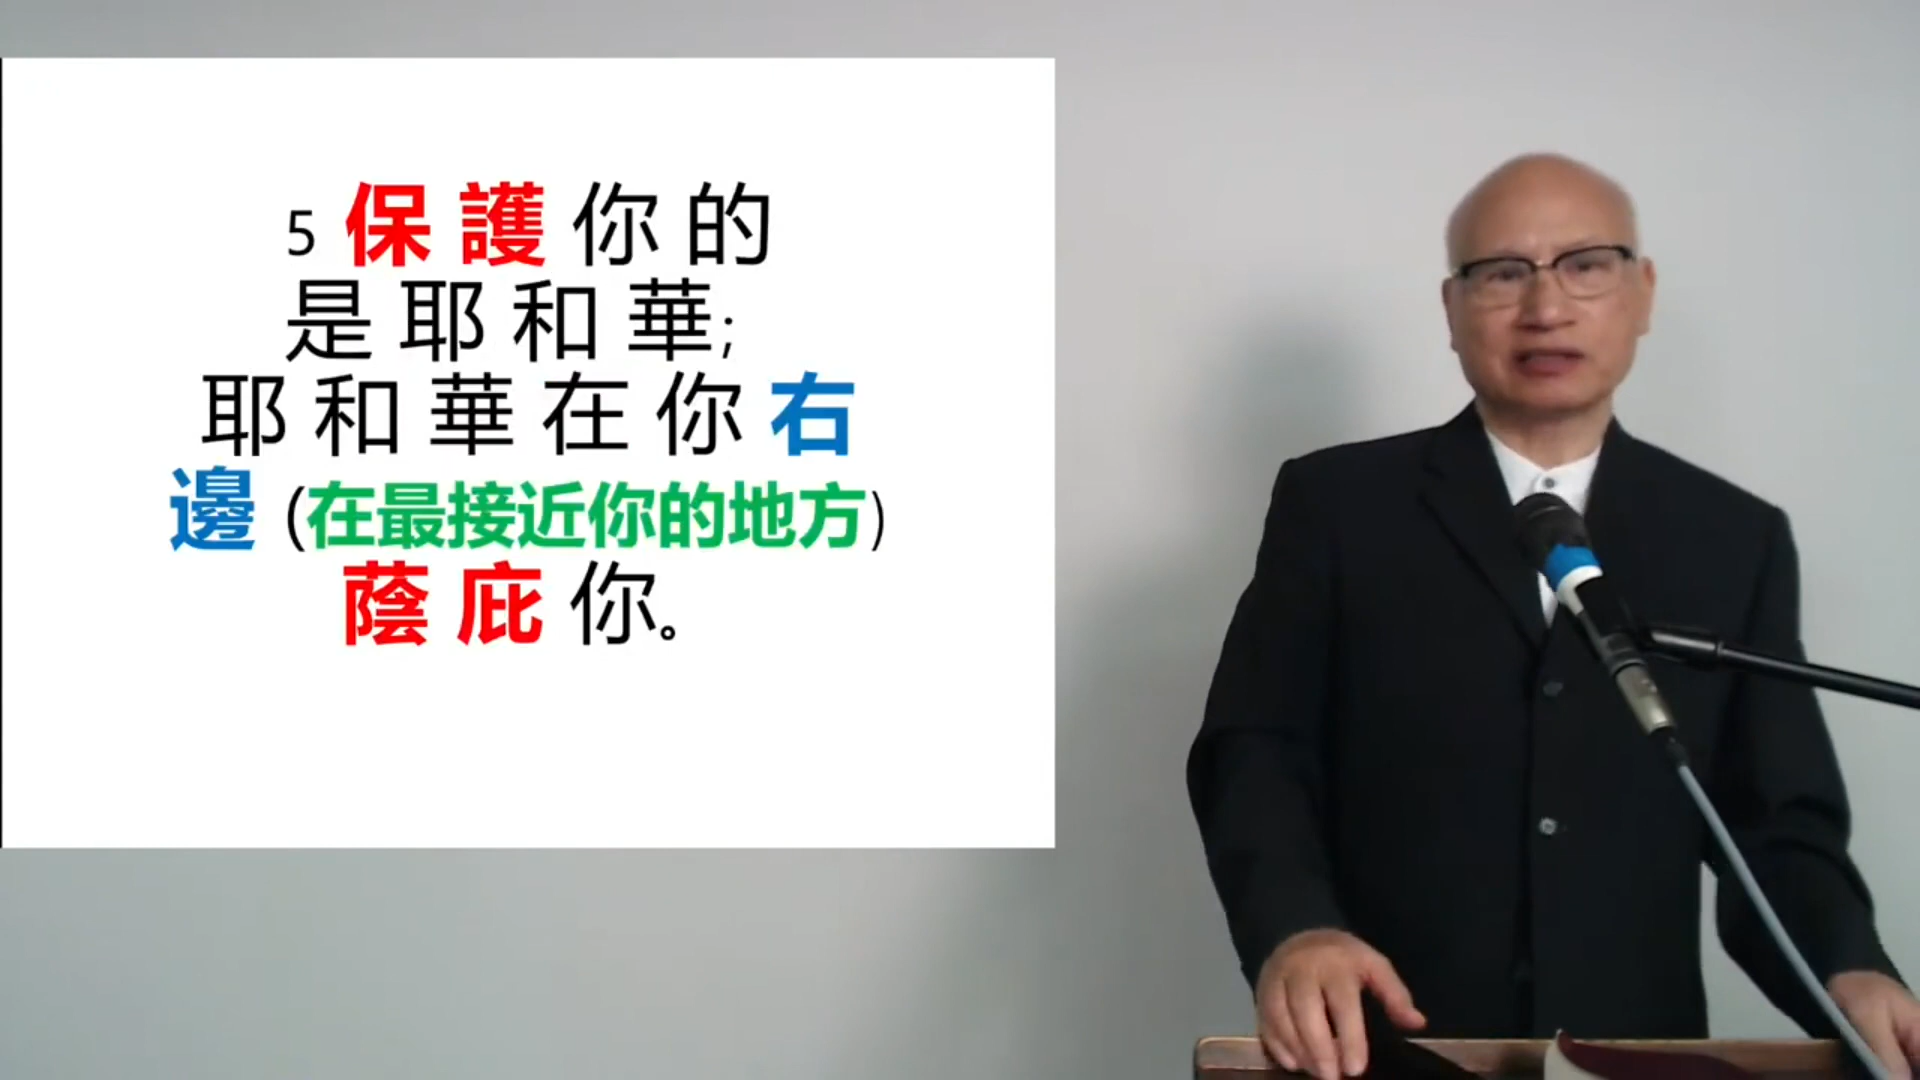 5 保護你的
是耶和華;
耶和華在你右
邊 (在最接近你的地方)
蔭庇你。